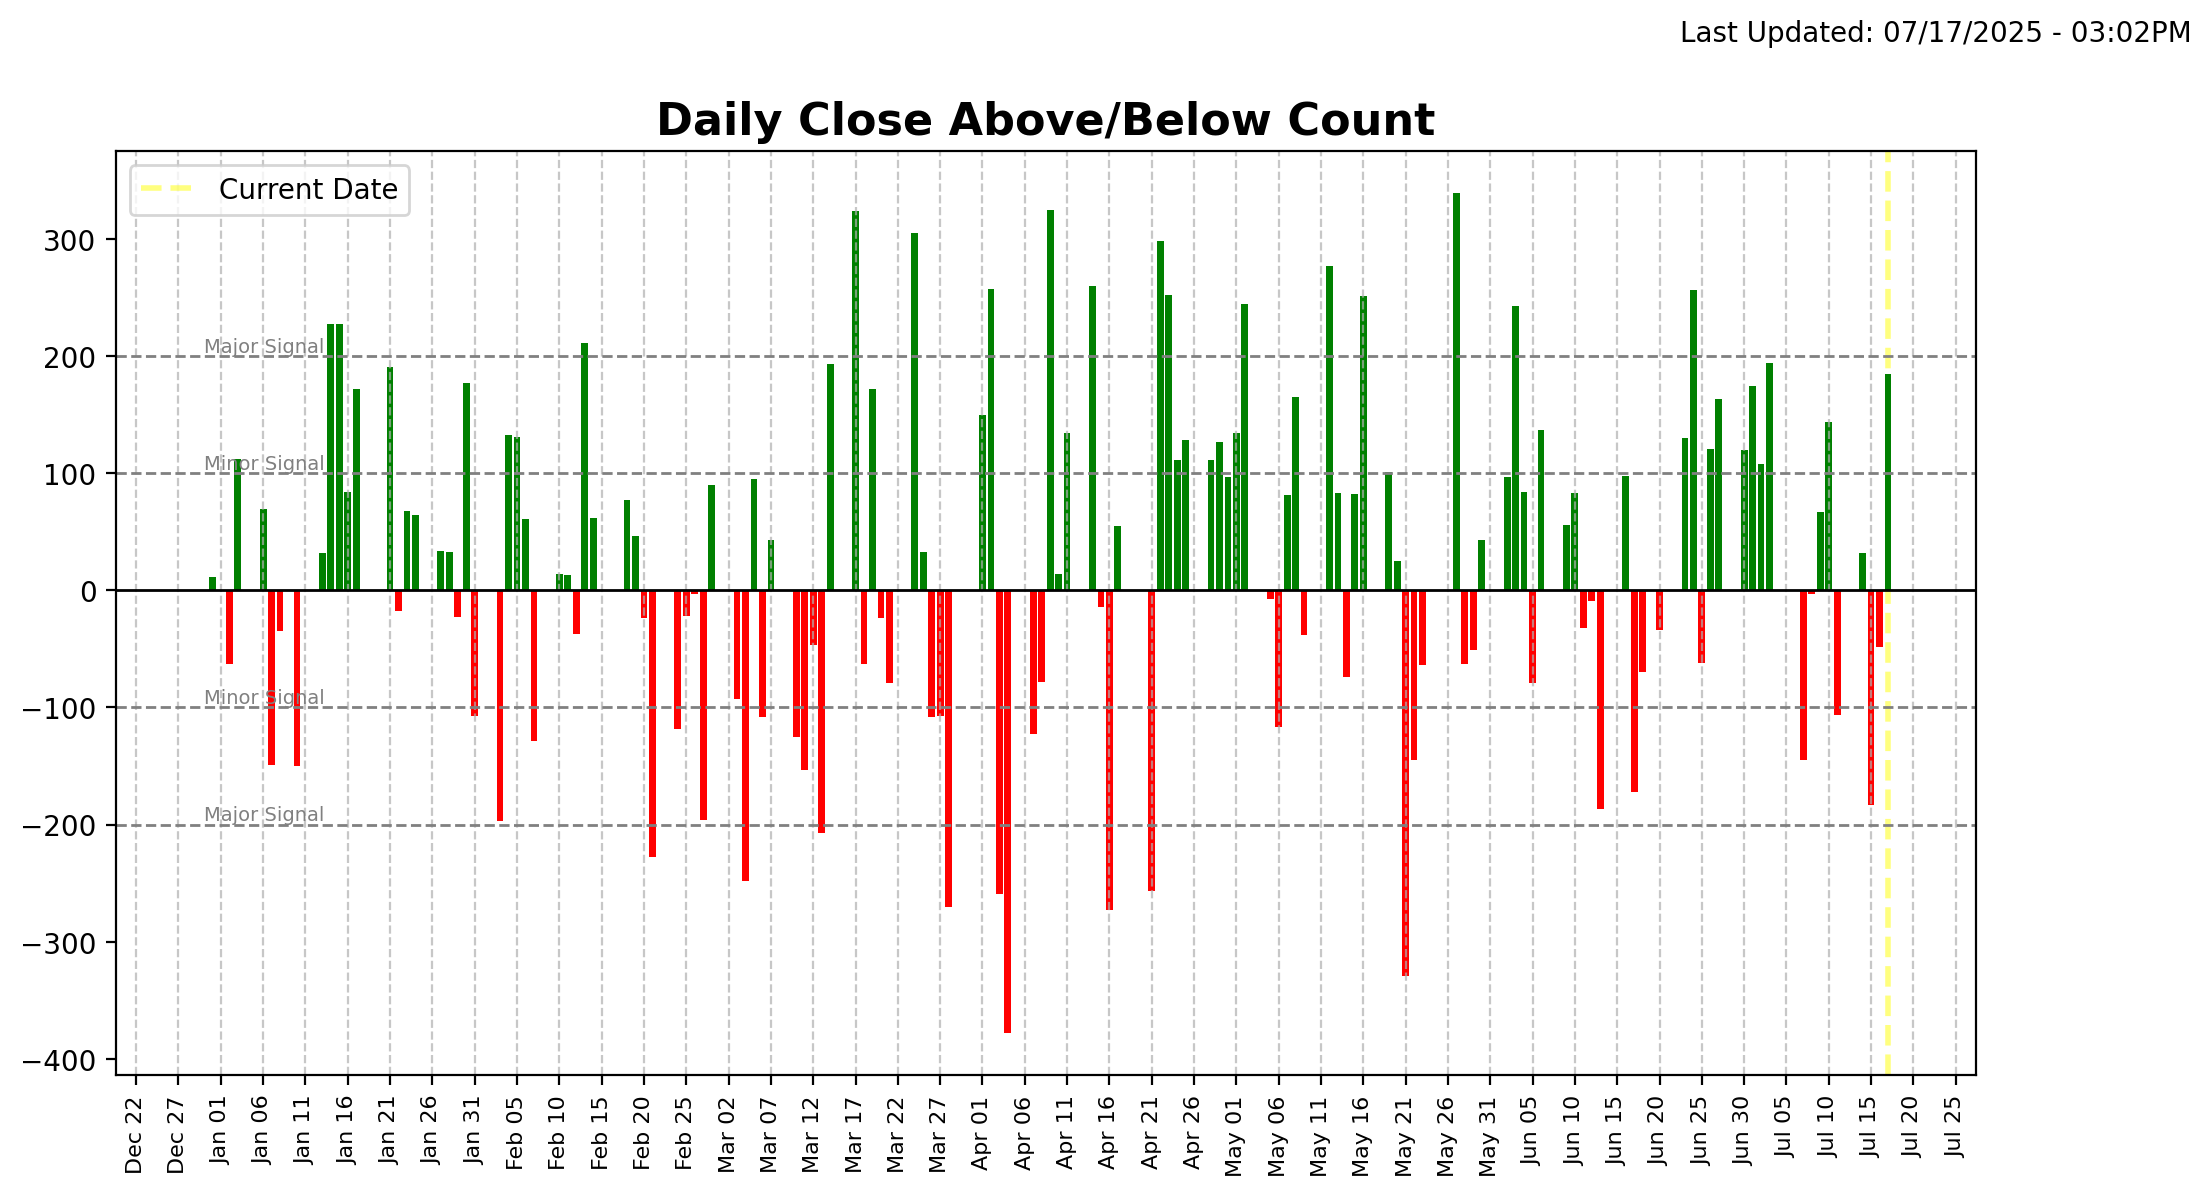 Last Updated: 07/17/2025 - 03:02PM
Daily Close Above/Below Count
Current Date
300
200
100
0
−100
−200
−300
−400
Major Signal
Minor Signal
Minor Signal
Major Signal
Dec 22
Dec 27
Jan 01
Jan 06
Jan 11
Jan 16
Jan 21
Jan 26
Jan 31
Feb 05
Feb 10
Feb 15
Feb 20
Feb 25
Mar 02
Mar 07
Mar 12
Mar 17
Mar 22
Mar 27
Apr 01
Apr 06
Apr 11
Apr 16
Apr 21
Apr 26
May 01
May 06
May 11
May 16
May 21
May 26
May 31
Jun 05
Jun 10
Jun 15
Jun 20
Jun 25
Jun 30
Jul 05
Jul 10
Jul 15
Jul 20
Jul 25